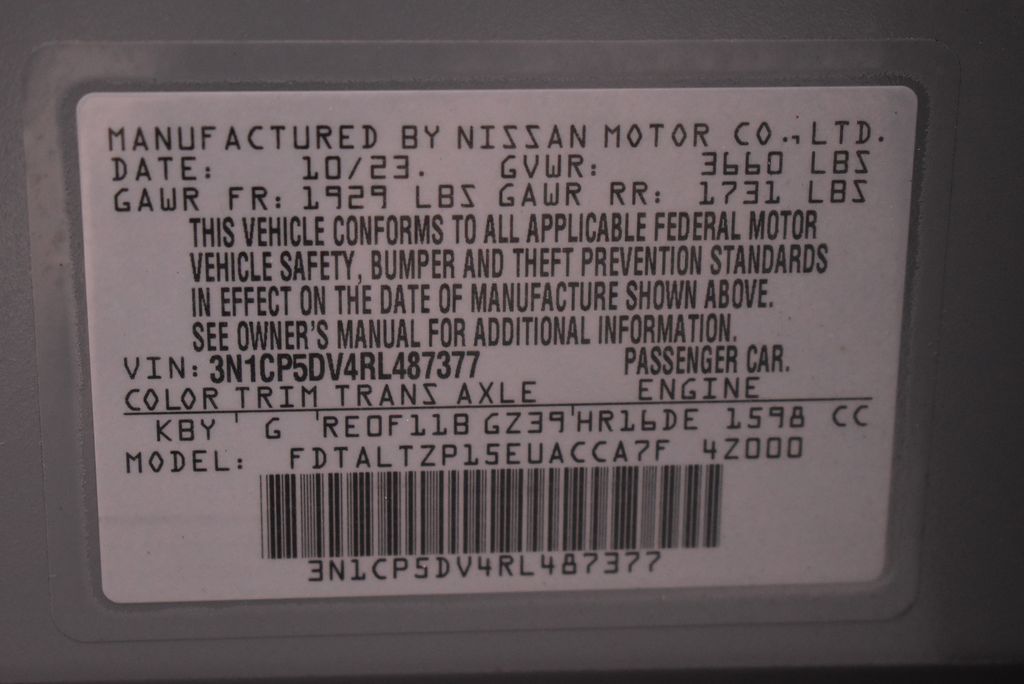 MANUFACTURED BY NISSAN MOTOR CO., LTD.
DATE: 10/23. GVWR: 3660 LBS
GAWR FR: 1929 LBS GAWR RR: 1731 LBS
THIS VEHICLE CONFORMS TO ALL APPLICABLE FEDERAL MOTOR
VEHICLE SAFETY, BUMPER AND THEFT PREVENTION STANDARDS
IN EFFECT ON THE DATE OF MANUFACTURE SHOWN ABOVE.
SEE OWNER'S MANUAL FOR ADDITIONAL INFORMATION.
VIN: 3N1CP5DV4RL487377 PASSENGER CAR.
COLOR TRIM TRANS AXLE ENGINE
KBY ' G 'RE0F11B GZ39'HR16DE 1598 CC
MODEL: FDTALTZP15EUACCA7F 4Z000
3N1CP5DV4RL487377